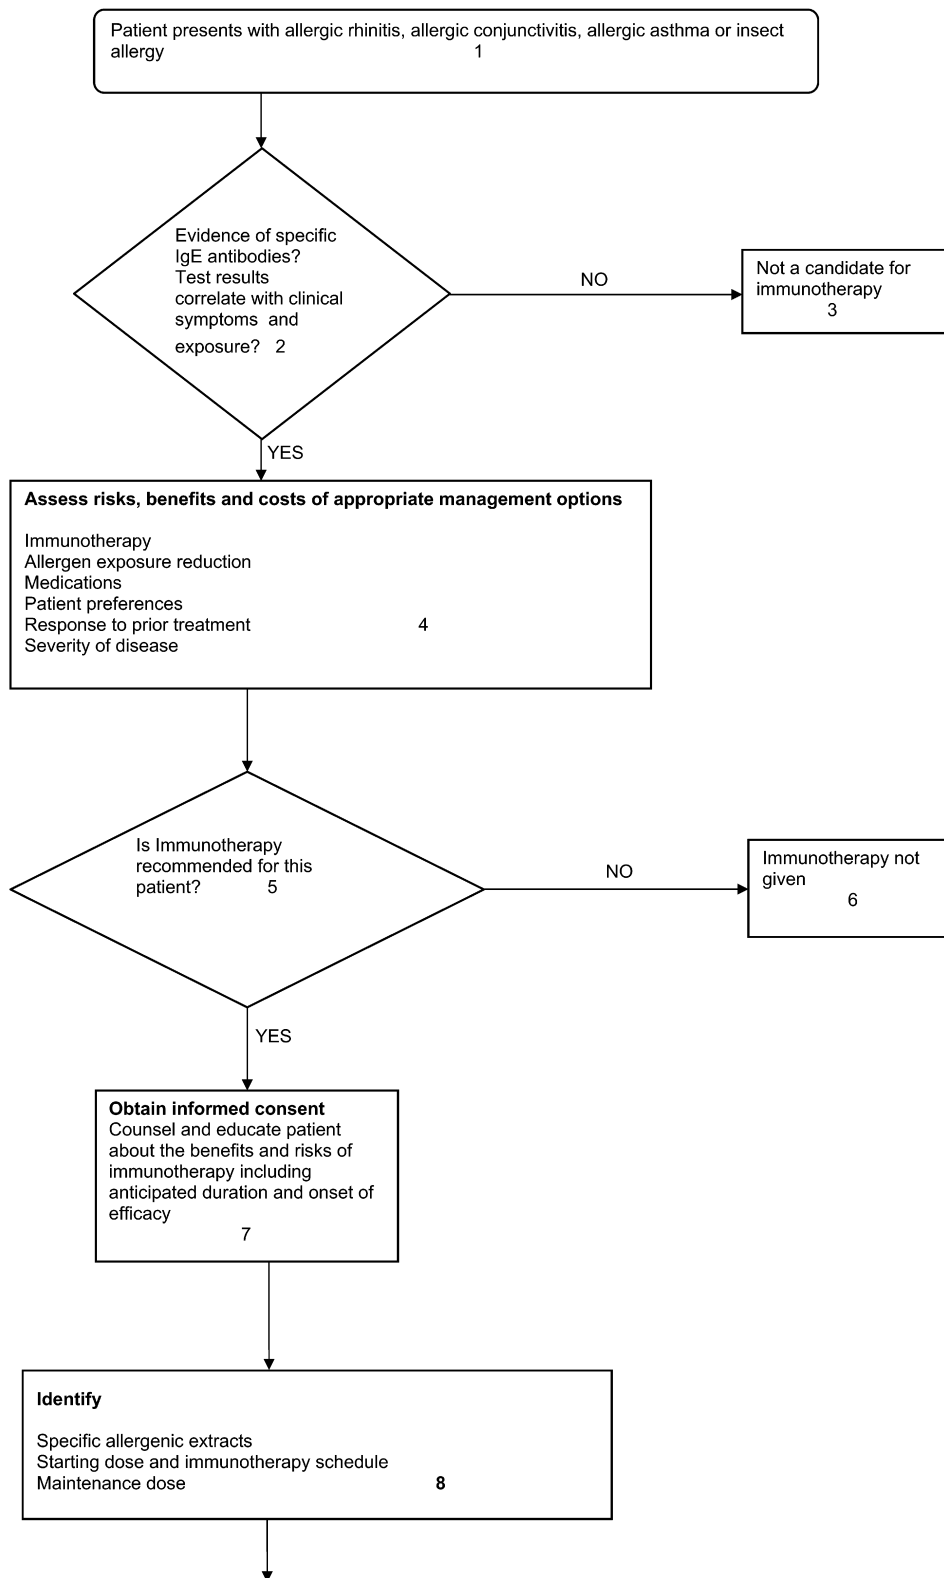 Patient presents with allergic rhinitis, allergic conjunctivitis, allergic asthma or insect
allergy 1
Evidence of specific
IgE antibodies?
Test results
correlate with clinical
symptoms and
exposure? 2
NO
Not a candidate for
immunotherapy
3
YES
Assess risks, benefits and costs of appropriate management options
Immunotherapy
Allergen exposure reduction
Medications
Patient preferences
Response to prior treatment 4
Severity of disease
Is Immunotherapy
recommended for this
patient? 5
NO
Immunotherapy not
given
6
YES
Obtain informed consent
Counsel and educate patient
about the benefits and risks of
immunotherapy including
anticipated duration and onset of
efficacy
7
Identify
Specific allergenic extracts
Starting dose and immunotherapy schedule
Maintenance dose 8